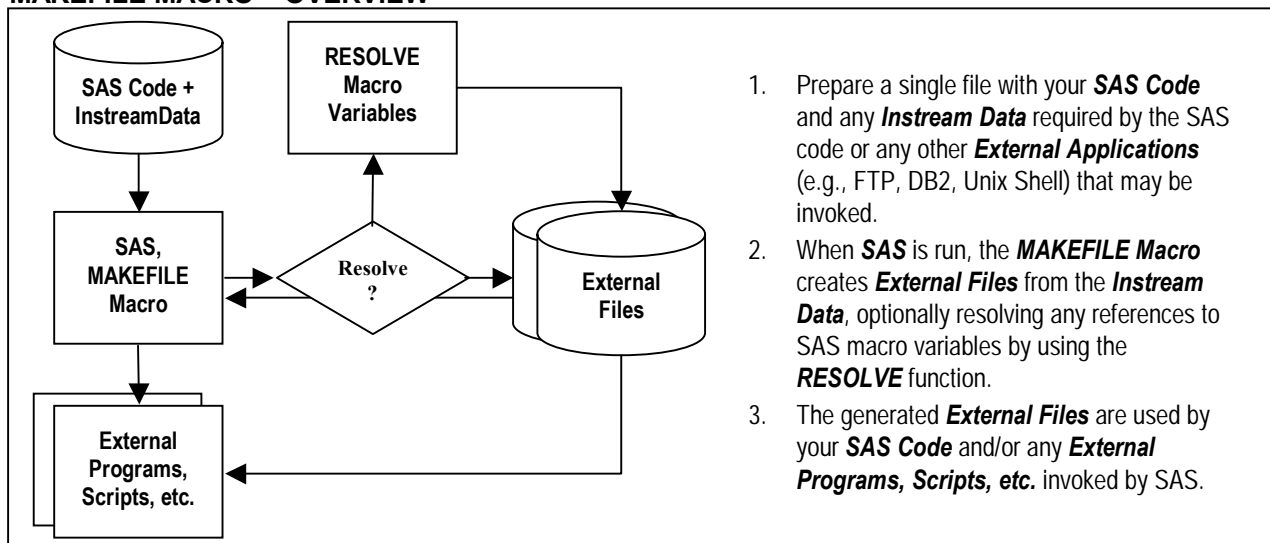 MAKEFILE MACRO – OVERVIEW
SAS Code +
InstreamData
RESOLVE
Macro
Variables
SAS,
MAKEFILE
Macro
Resolve
?
External
Files
External
Programs,
Scripts, etc.
1. Prepare a single file with your SAS Code
and any Instream Data required by the SAS
code or any other External Applications
(e.g., FTP, DB2, Unix Shell) that may be
invoked.
2. When SAS is run, the MAKEFILE Macro
creates External Files from the Instream
Data, optionally resolving any references to
SAS macro variables by using the
RESOLVE function.
3. The generated External Files are used by
your SAS Code and/or any External
Programs, Scripts, etc. invoked by SAS.